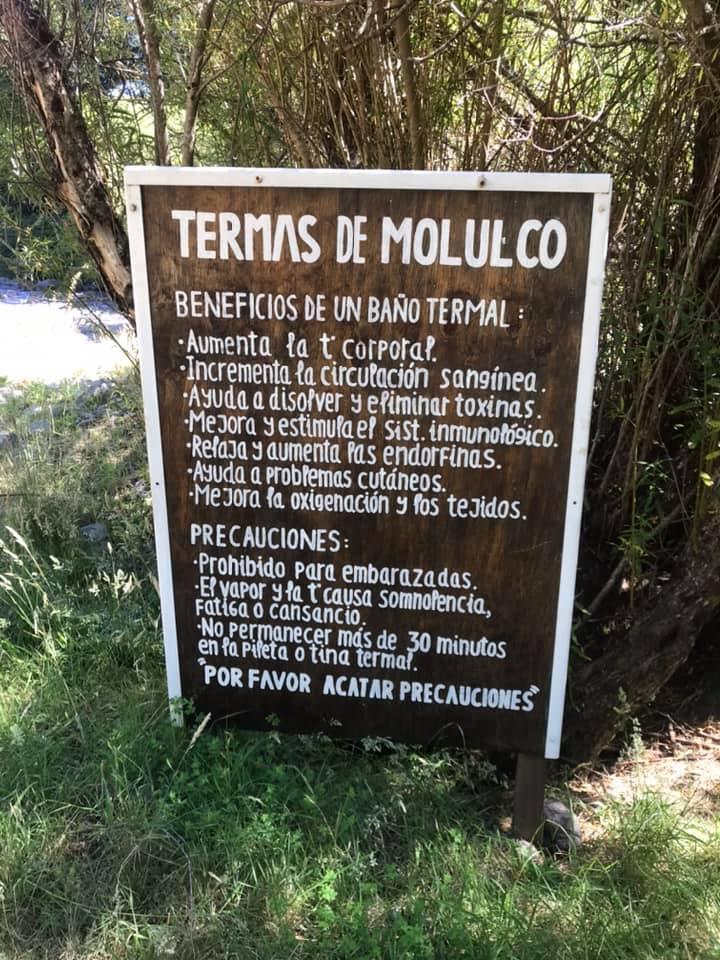 TERMAS DE MOLULCO
BENEFICIOS DE UN BAÑO TERMAL:
·Aumenta la t° corporal.
·Incrementa la circulación sangínea.
·Ayuda a disolver y eliminar toxinas.
·Mejora y estimula el sist. inmunológico.
·Relaja y aumenta las endorfinas.
·Ayuda a problemas cutáneos.
·Mejora la oxigenación y los tejidos.
PRECAUCIONES:
·Prohibido para embarazadas.
·El vapor y la t° causa somnolencia,
fatiga o cansancio.
·No permanecer más de 30 minutos
en la pileta o tina termal.
"POR FAVOR ACATAR PRECAUCIONES"